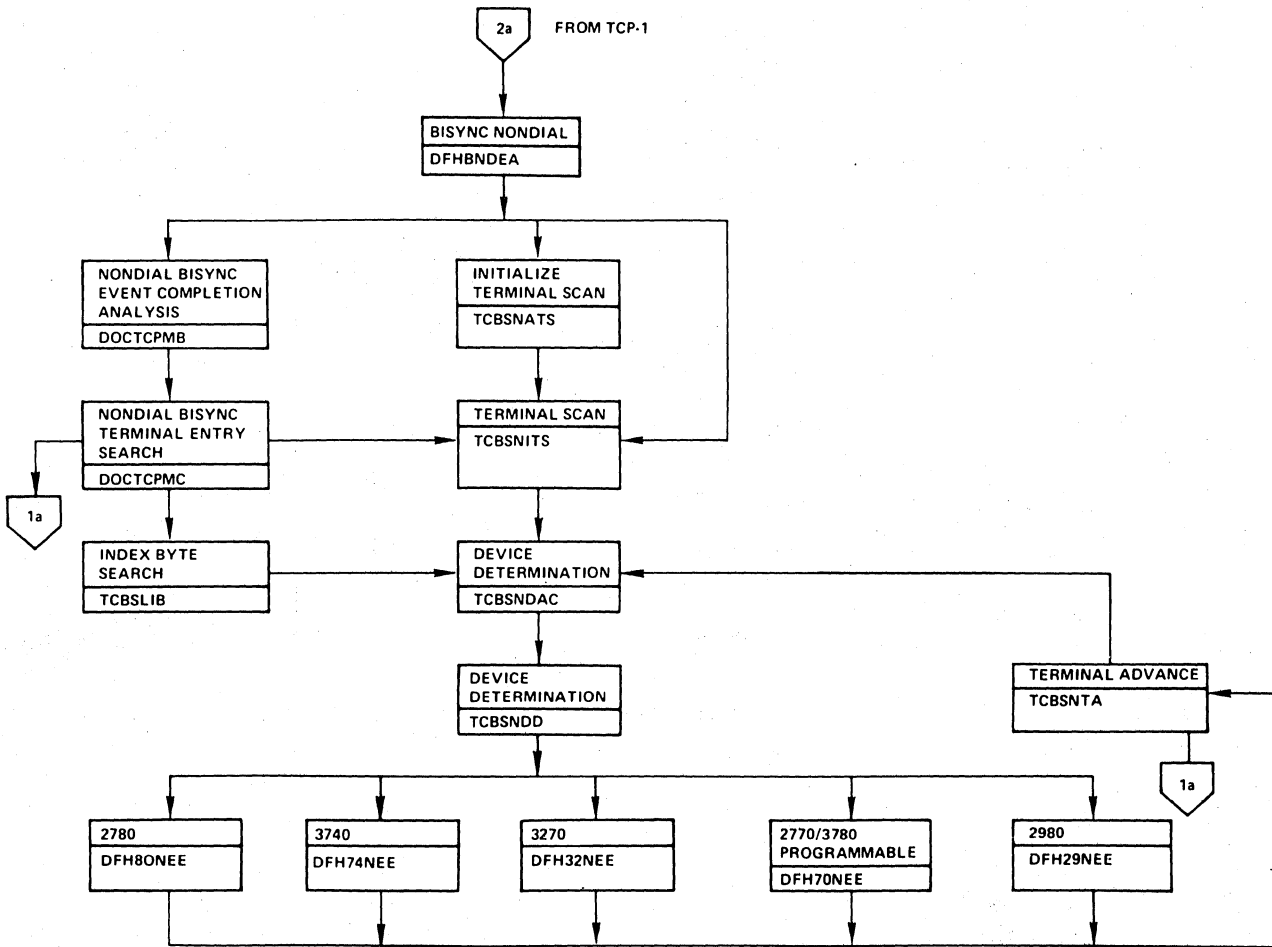 2a
FROM TCP-1
BISYNC NONDIAL
DFHBNDEA
NONDIAL BISYNC
EVENT COMPLETION
ANALYSIS
DOCTCPMB
INITIALIZE
TERMINAL SCAN
TCBSNATS
NONDIAL BISYNC
TERMINAL ENTRY
SEARCH
DOCTCPMC
TERMINAL SCAN
TCBSNITS
1a
INDEX BYTE
SEARCH
TCBSLIB
DEVICE
DETERMINATION
TCBSNDAC
DEVICE
DETERMINATION
TCBSNDD
TERMINAL ADVANCE
TCBSNTA
1a
2780
DFH80NEE
3740
DFH74NEE
3270
DFH32NEE
2770/3780
PROGRAMMABLE
DFH70NEE
2980
DFH29NEE